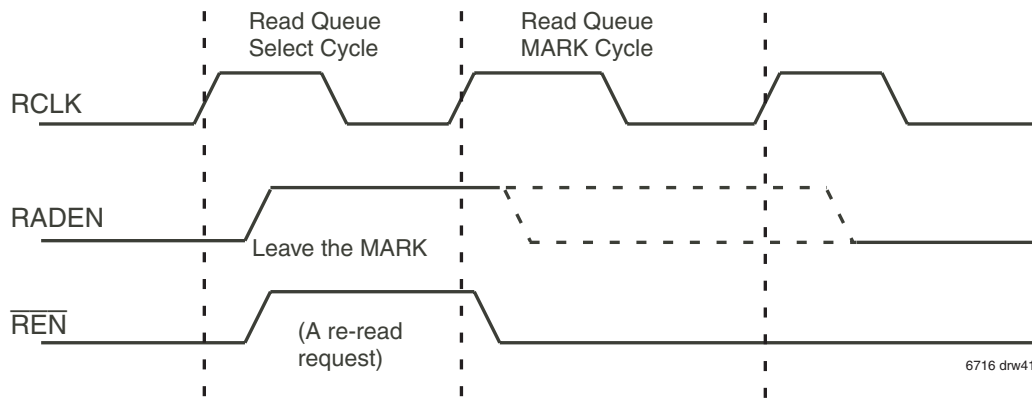 Read Queue
Select Cycle
Read Queue
MARK Cycle
RCLK
RADEN
Leave the MARK
REN
(A re-read
request)
6716 drw41